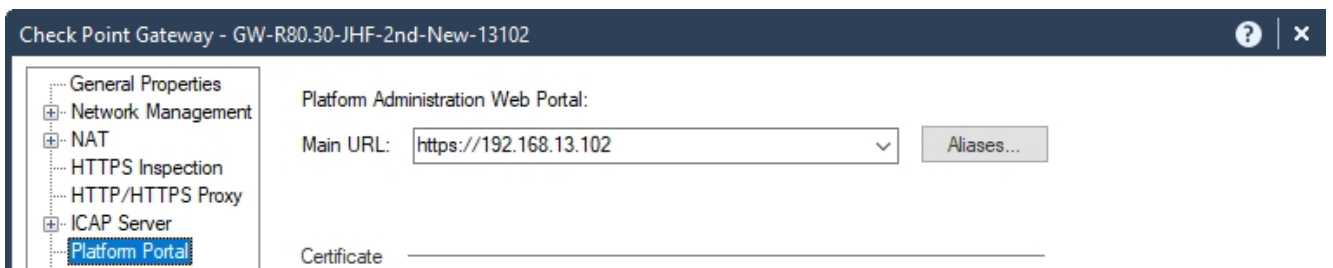 Check Point Gateway - GW-R80.30-JHF-2nd-New-13102
General Properties
Network Management
NAT
HTTPS Inspection
HTTP/HTTPS Proxy
ICAP Server
Platform Portal
Platform Administration Web Portal:
Main URL: https://192.168.13.102 Aliases...
Certificate